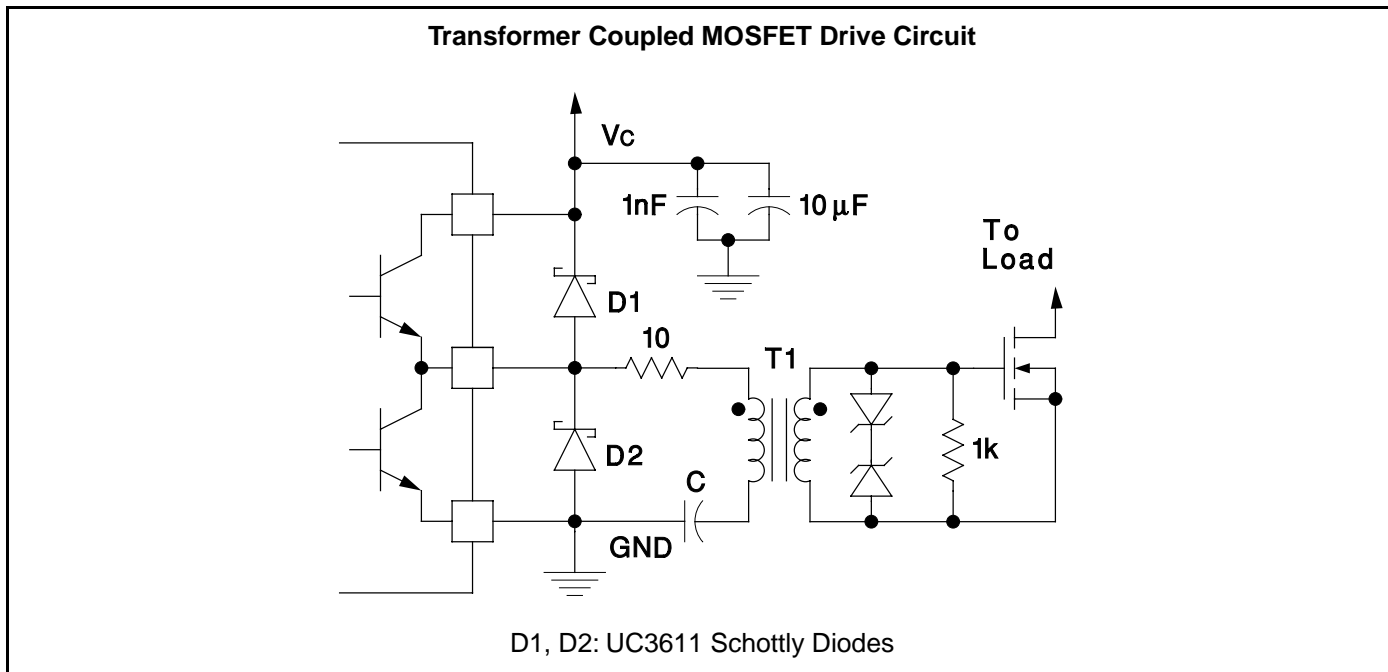 Transformer Coupled MOSFET Drive Circuit
Vc
1nF
10 µF
To
Load
D1
10
T1
D2
1k
C
GND
D1, D2: UC3611 Schottly Diodes